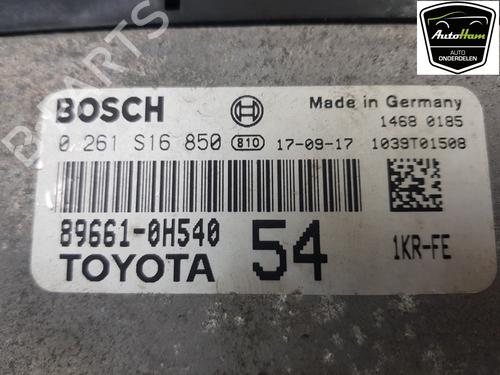 AutoHam
AUTO
ONDERDELEN
B-PARTS
BOSCH
Made in Germany
1468 0185
0 261 S16 850 810 17-09-17 1039T01508
89661-0H540
TOYOTA
54
1KR-FE